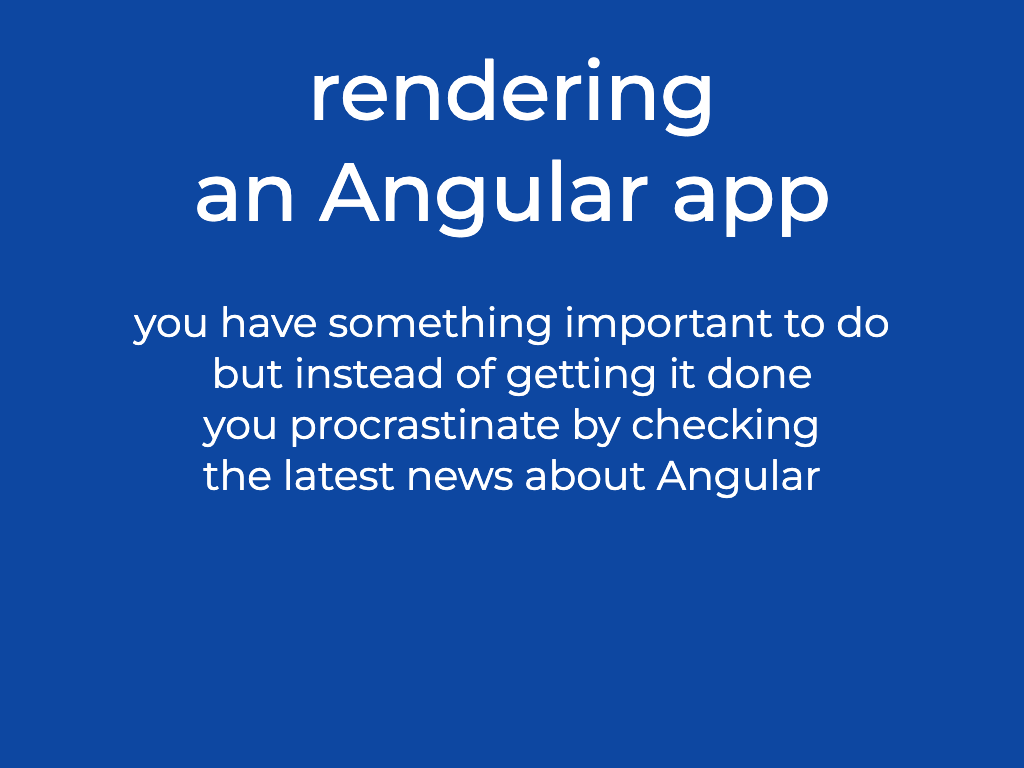 rendering
an Angular app
you have something important to do
but instead of getting it done
you procrastinate by checking
the latest news about Angular